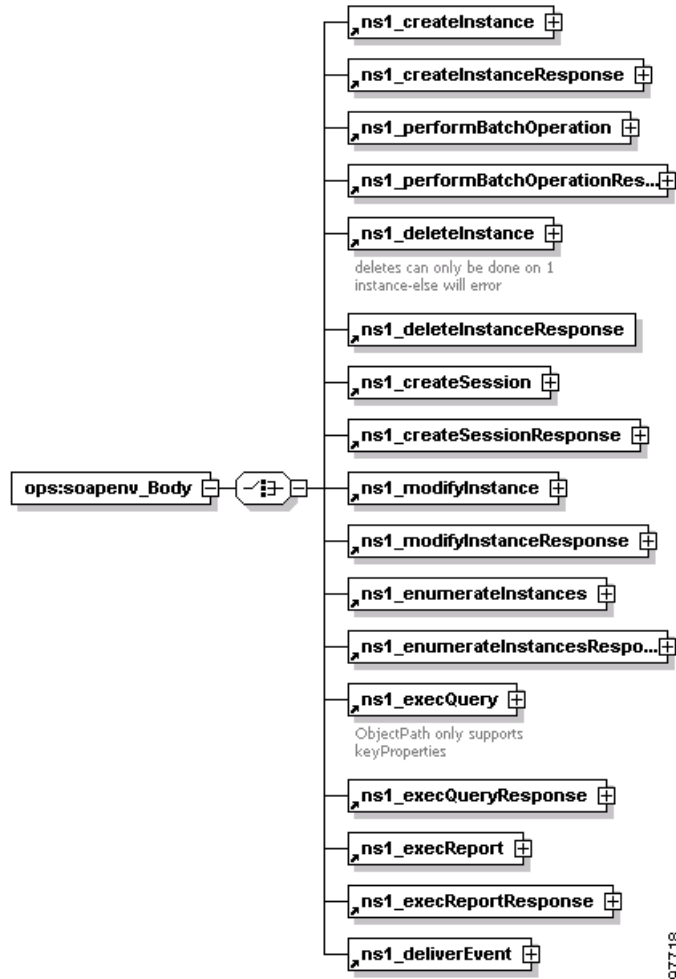 ns1_createInstance
ns1_createInstanceResponse
ns1_performBatchOperation
ns1_performBatchOperationRes...
ns1_deleteInstance
deletes can only be done on 1
instance-else will error
ns1_deleteInstanceResponse
ns1_createSession
ns1_createSessionResponse
ops:soapenv_Body
ns1_modifyInstance
ns1_modifyInstanceResponse
ns1_enumerateInstances
ns1_enumerateInstancesRespo...
ns1_execQuery
ObjectPath only supports
keyProperties
ns1_execQueryResponse
ns1_execReport
ns1_execReportResponse
ns1_deliverEvent
97718